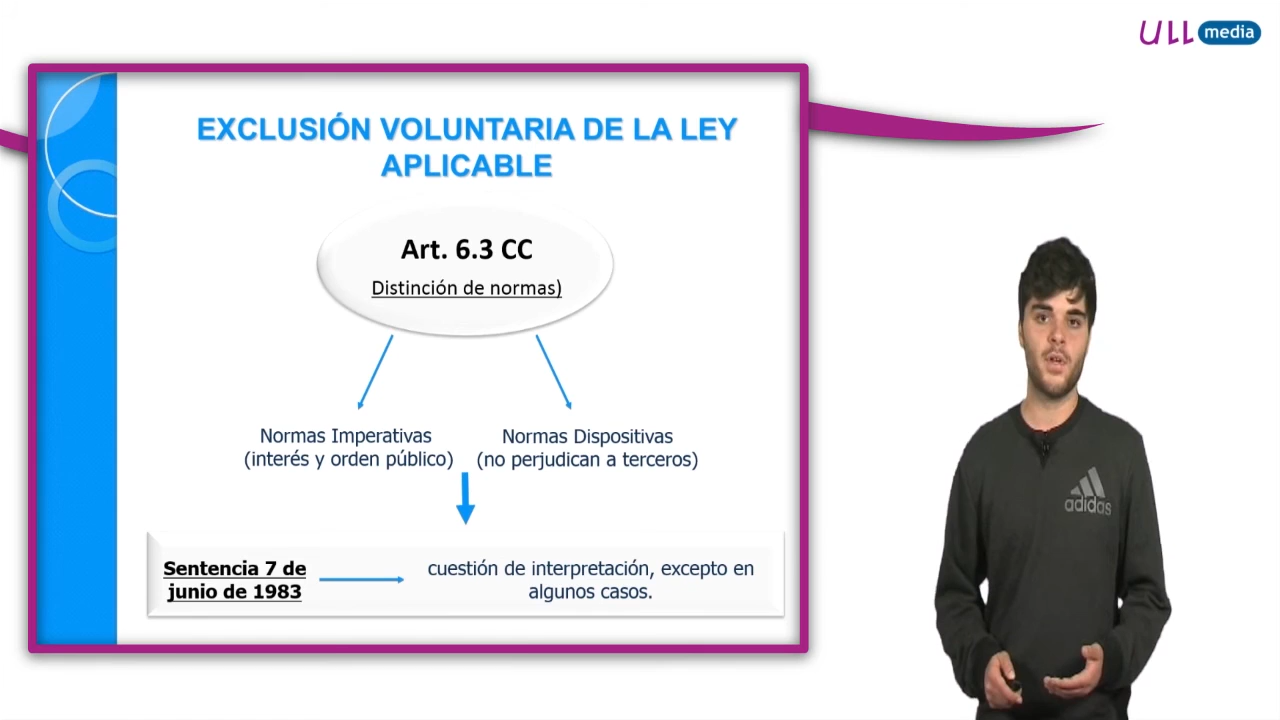 ULL media
EXCLUSIÓN VOLUNTARIA DE LA LEY
APLICABLE
Art. 6.3 CC
Distinción de normas)
Normas Imperativas
(interés y orden público)
Normas Dispositivas
(no perjudican a terceros)
Sentencia 7 de
junio de 1983
cuestión de interpretación, excepto en
algunos casos.
adidas